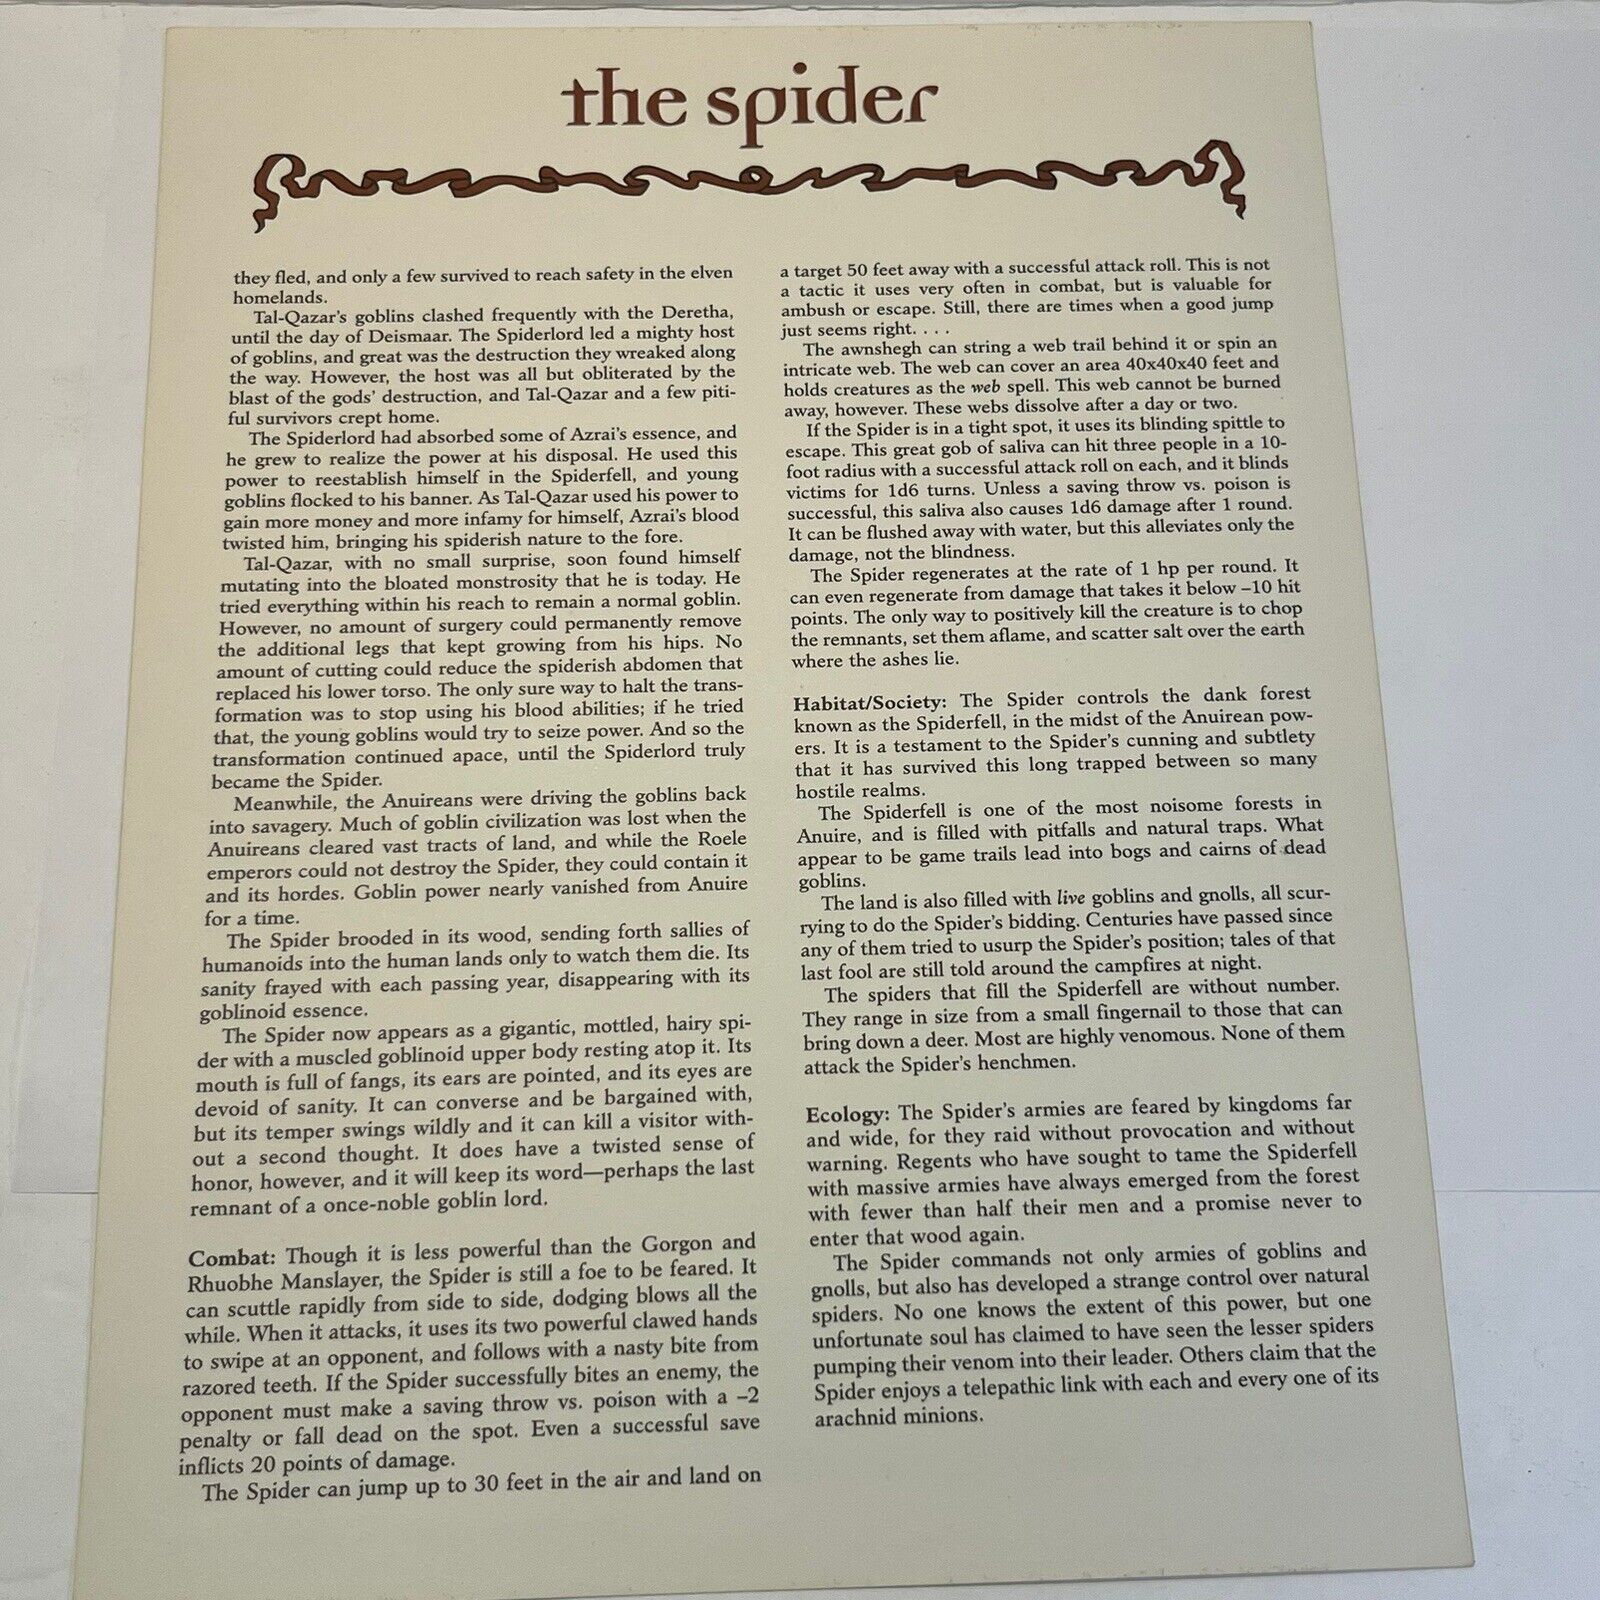 the spider
they fled, and only a few survived to reach safety in the elven
homelands.
Tal-Qazar's goblins clashed frequently with the Deretha,
until the day of Deismaar. The Spiderlord led a mighty host
of goblins, and great was the destruction they wreaked along
the way. However, the host was all but obliterated by the
blast of the gods' destruction, and Tal-Qazar and a few piti-
ful survivors crept home.
The Spiderlord had absorbed some of Azrai's essence, and
he grew to realize the power at his disposal. He used this
power to reestablish himself in the Spiderfell, and young
goblins flocked to his banner. As Tal-Qazar used his power to
gain more money and more infamy for himself, Azrai's blood
twisted him, bringing his spiderish nature to the fore.
Tal-Qazar, with no small surprise, soon found himself
mutating into the bloated monstrosity that he is today. He
tried everything within his reach to remain a normal goblin.
However, no amount of surgery could permanently remove
the additional legs that kept growing from his hips. No
amount of cutting could reduce the spiderish abdomen that
replaced his lower torso. The only sure way to halt the trans-
formation was to stop using his blood abilities; if he tried
that, the young goblins would try to seize power. And so the
transformation continued apace, until the Spiderlord truly
became the Spider.
Meanwhile, the Anuireans were driving the goblins back
into savagery. Much of goblin civilization was lost when the
Anuireans cleared vast tracts of land, and while the Roele
emperors could not destroy the Spider, they could contain it
and its hordes. Goblin power nearly vanished from Anuire
for a time.
The Spider brooded in its wood, sending forth sallies of
humanoids into the human lands only to watch them die. Its
sanity frayed with each passing year, disappearing with its
goblinoid essence.
The Spider now appears as a gigantic, mottled, hairy spi-
der with a muscled goblinoid upper body resting atop it. Its
mouth is full of fangs, its ears are pointed, and its eyes are
devoid of sanity. It can converse and be bargained with,
but its temper swings wildly and it can kill a visitor with-
out a second thought. It does have a twisted sense of
honor, however, and it will keep its word—perhaps the last
remnant of a once-noble goblin lord.
Combat: Though it is less powerful than the Gorgon and
Rhuobhe Manslayer, the Spider is still a foe to be feared. It
can scuttle rapidly from side to side, dodging blows all the
while. When it attacks, it uses its two powerful clawed hands
to swipe at an opponent, and follows with a nasty bite from
razored teeth. If the Spider successfully bites an enemy, the
opponent must make a saving throw vs. poison with a –2
penalty or fall dead on the spot. Even a successful save
inflicts 20 points of damage.
The Spider can jump up to 30 feet in the air and land on
a target 50 feet away with a successful attack roll. This is not
a tactic it uses very often in combat, but is valuable for
ambush or escape. Still, there are times when a good jump
just seems right. . . .
The awnshegh can string a web trail behind it or spin an
intricate web. The web can cover an area 40x40x40 feet and
holds creatures as the web spell. This web cannot be burned
away, however. These webs dissolve after a day or two.
If the Spider is in a tight spot, it uses its blinding spittle to
escape. This great gob of saliva can hit three people in a 10-
foot radius with a successful attack roll on each, and it blinds
victims for 1d6 turns. Unless a saving throw vs. poison is
successful, this saliva also causes 1d6 damage after 1 round.
It can be flushed away with water, but this alleviates only the
damage, not the blindness.
The Spider regenerates at the rate of 1 hp per round. It
can even regenerate from damage that takes it below –10 hit
points. The only way to positively kill the creature is to chop
the remnants, set them aflame, and scatter salt over the earth
where the ashes lie.
Habitat/Society: The Spider controls the dank forest
known as the Spiderfell, in the midst of the Anuirean pow-
ers. It is a testament to the Spider's cunning and subtlety
that it has survived this long trapped between so many
hostile realms.
The Spiderfell is one of the most noisome forests in
Anuire, and is filled with pitfalls and natural traps. What
appear to be game trails lead into bogs and cairns of dead
goblins.
The land is also filled with live goblins and gnolls, all scur-
rying to do the Spider's bidding. Centuries have passed since
any of them tried to usurp the Spider's position; tales of that
last fool are still told around the campfires at night.
The spiders that fill the Spiderfell are without number.
They range in size from a small fingernail to those that can
bring down a deer. Most are highly venomous. None of them
attack the Spider's henchmen.
Ecology: The Spider's armies are feared by kingdoms far
and wide, for they raid without provocation and without
warning. Regents who have sought to tame the Spiderfell
with massive armies have always emerged from the forest
with fewer than half their men and a promise never to
enter that wood again.
The Spider commands not only armies of goblins and
gnolls, but also has developed a strange control over natural
spiders. No one knows the extent of this power, but one
unfortunate soul has claimed to have seen the lesser spiders
pumping their venom into their leader. Others claim that the
Spider enjoys a telepathic link with each and every one of its
arachnid minions.